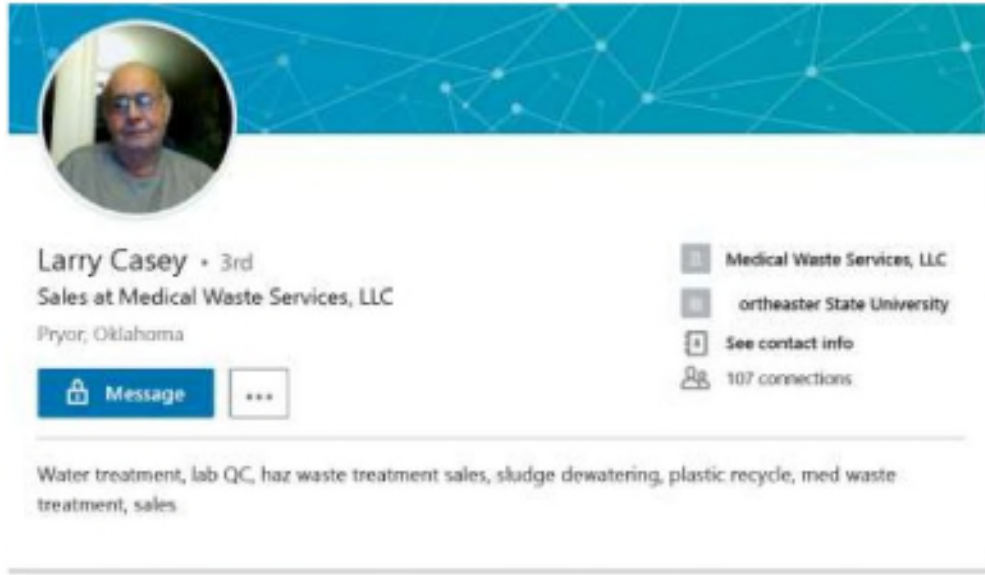 Larry Casey • 3rd
Sales at Medical Waste Services, LLC
Pryor, Oklahoma
Message
...
Medical Waste Services, LLC
ortheaster State University
See contact info
107 connections
Water treatment, lab QC, haz waste treatment sales, sludge dewatering, plastic recycle, med waste
treatment, sales